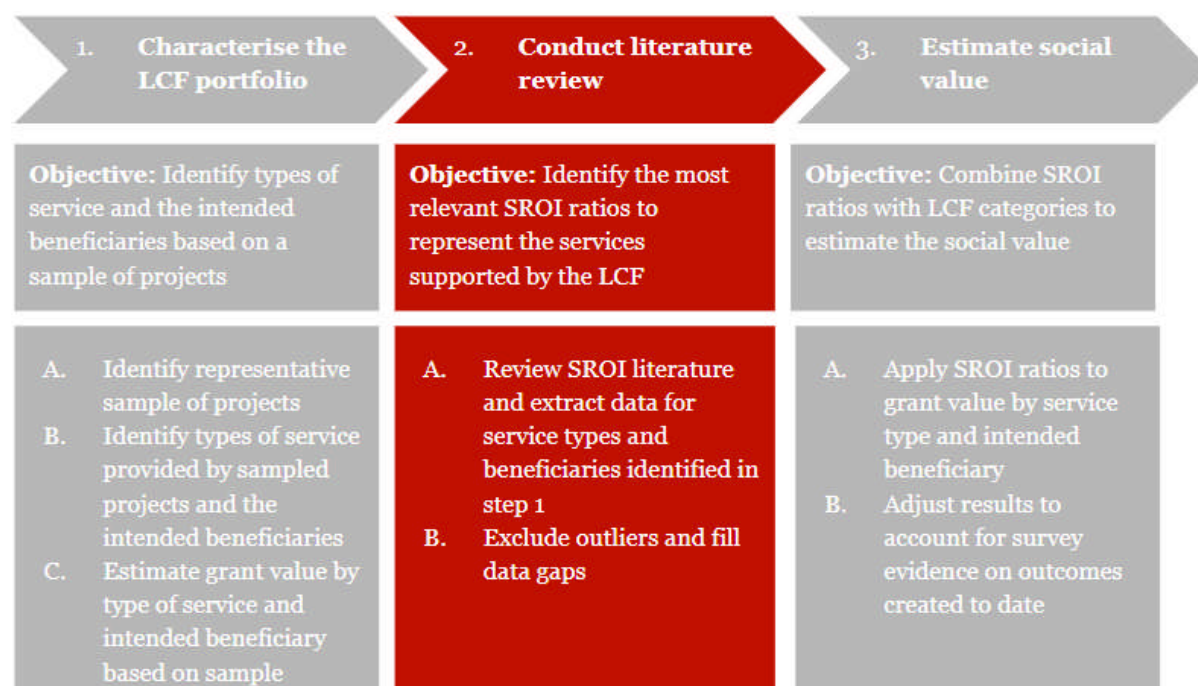 1. Characterise the
LCF portfolio
2. Conduct literature
review
3. Estimate social
value
Objective: Identify types of
service and the intended
beneficiaries based on a
sample of projects
Objective: Identify the most
relevant SROI ratios to
represent the services
supported by the LCF
Objective: Combine SROI
ratios with LCF categories to
estimate the social value
A. Identify representative
sample of projects
B. Identify types of service
provided by sampled
projects and the
intended beneficiaries
C. Estimate grant value by
type of service and
intended beneficiary
based on sample
A. Review SROI literature
and extract data for
service types and
beneficiaries identified in
step 1
B. Exclude outliers and fill
data gaps
A. Apply SROI ratios to
grant value by service
type and intended
beneficiary
B. Adjust results to
account for survey
evidence on outcomes
created to date